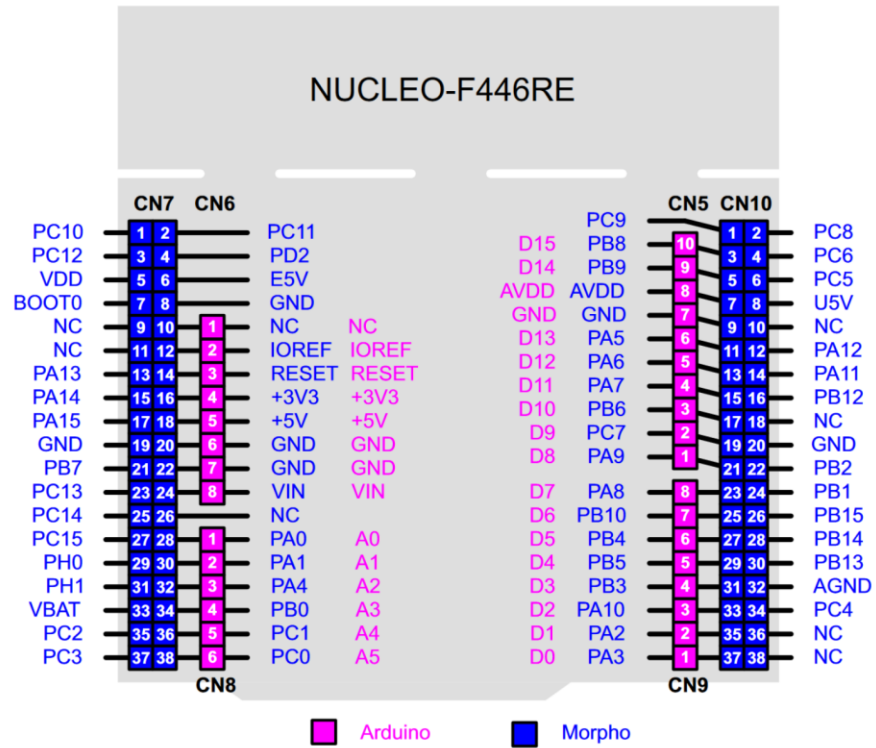 NUCLEO-F446RE
CN7 CN6 CN5 CN10
PC9
PC10 1 2 PC11 D15 PB8 10 1 2 PC8
PC12 3 4 PD2 D14 PB9 9 3 4 PC6
VDD 5 6 E5V AVDD AVDD 8 5 6 PC5
BOOT0 7 8 GND GND GND 7 7 8 U5V
NC 9 10 1 NC NC D13 PA5 6 9 10 NC
NC 11 12 2 IOREF IOREF D12 PA6 5 11 12 PA12
PA13 13 14 3 RESET RESET D11 PA7 4 13 14 PA11
PA14 15 16 4 +3V3 +3V3 D10 PB6 3 15 16 PB12
PA15 17 18 5 +5V +5V D9 PC7 2 17 18 NC
GND 19 20 6 GND GND D8 PA9 1 19 20 GND
PB7 21 22 7 GND GND 21 22 PB2
PC13 23 24 8 VIN VIN D7 PA8 8 23 24 PB1
PC14 25 26 NC D6 PB10 7 25 26 PB15
PC15 27 28 1 PA0 A0 D5 PB4 6 27 28 PB14
PH0 29 30 2 PA1 A1 D4 PB5 5 29 30 PB13
PH1 31 32 3 PA4 A2 D3 PB3 4 31 32 AGND
VBAT 33 34 4 PB0 A3 D2 PA10 3 33 34 PC4
PC2 35 36 5 PC1 A4 D1 PA2 2 35 36 NC
PC3 37 38 6 PC0 A5 D0 PA3 1 37 38 NC
CN8 CN9
Arduino Morpho